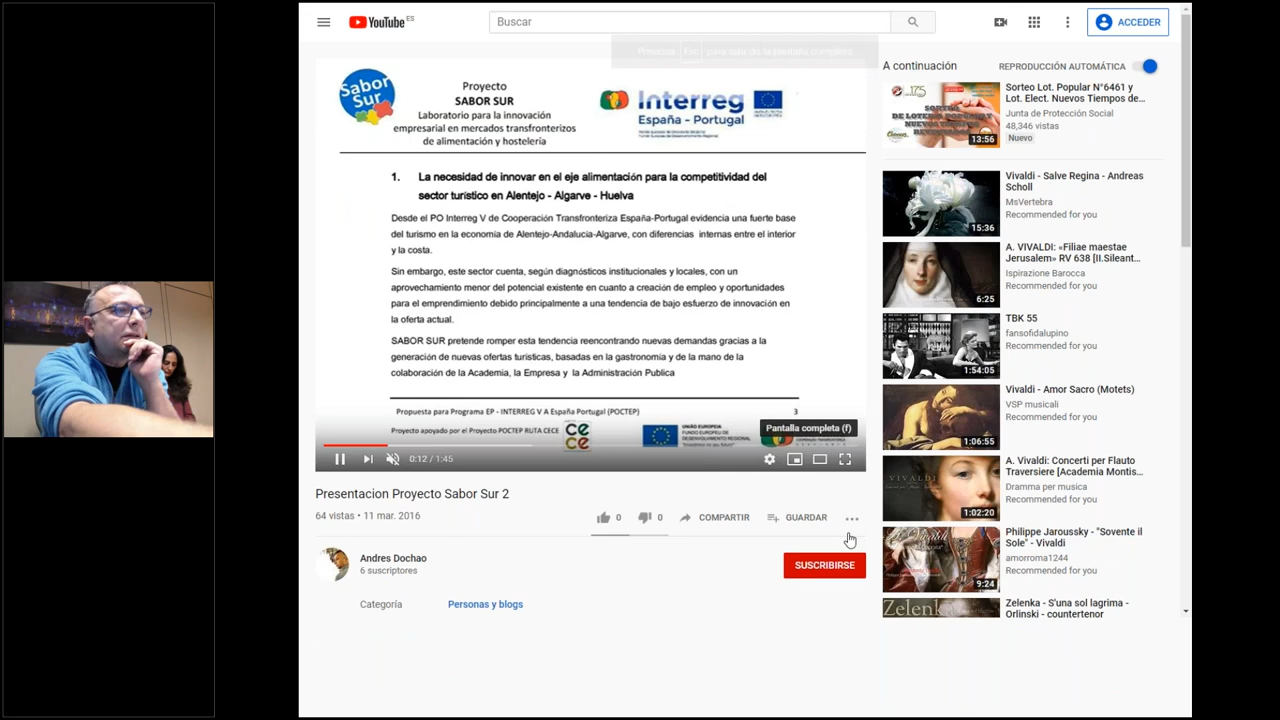 YouTube ES
Buscar
ACCEDER
Presiona Esc para salir de la pantalla completa
Sabor
Sur
Proyecto
SABOR SUR
Laboratorio para la innovación
empresarial en mercados transfronterizos
de alimentación y hostelería
Interreg
España - Portugal
1. La necesidad de innovar en el eje alimentación para la competitividad del
sector turístico en Alentejo - Algarve - Huelva
Desde el PO Interreg V de Cooperación Transfronteriza España-Portugal evidencia una fuerte base
del turismo en la economía de Alentejo-Andalucía-Algarve, con diferencias internas entre el interior
y la costa.
Sin embargo, este sector cuenta, según diagnósticos institucionales y locales, con un
aprovechamiento menor del potencial existente en cuanto a creación de empleo y oportunidades
para el emprendimiento debido principalmente a una tendencia de bajo esfuerzo de innovación en
la oferta actual.
SABOR SUR pretende romper esta tendencia reencontrando nuevas demandas gracias a la
generación de nuevas ofertas turísticas, basadas en la gastronomía y de la mano de la
colaboración de la Academia, la Empresa y la Administración Publica
Propuesta para Programa EP - INTERREG V A España Portugal (POCTEP) 3
Proyecto apoyado por el Proyecto POCTEP RUTA CECE
CE
CE
UNIÓN EUROPEA
FONDO EUROPEO DE
DESARROLLO REGIONAL
Pantalla completa (f)
0:12 / 1:45
Presentacion Proyecto Sabor Sur 2
64 vistas • 11 mar. 2016
0
0
COMPARTIR
GUARDAR
Andres Dochao
6 suscriptores
SUSCRIBIRSE
Categoría
Personas y blogs
A continuación
REPRODUCCIÓN AUTOMÁTICA
175
SORTEO
13:56
Sorteo Lot. Popular N°6461 y
Lot. Elect. Nuevos Tiempos de...
Junta de Protección Social
48,346 vistas
Nuevo
15:36
Vivaldi - Salve Regina - Andreas
Scholl
MsVertebra
Recommended for you
6:25
A. VIVALDI: «Filiae maestae
Jerusalem» RV 638 [II.Sileant...
Ispirazione Barocca
Recommended for you
1:54:05
TBK 55
fansofidalupino
Recommended for you
1:06:55
Vivaldi - Amor Sacro (Motets)
VSP musicali
Recommended for you
VIVALDI
1:02:20
A. Vivaldi: Concerti per Flauto
Traversiere [Academia Montis...
Dramma per musica
Recommended for you
9:24
Philippe Jaroussky - "Sovente il
Sole" - Vivaldi
amorroma1244
Recommended for you
Zelenka
Zelenka - S'una sol lagrima -
Orlinski - countertenor